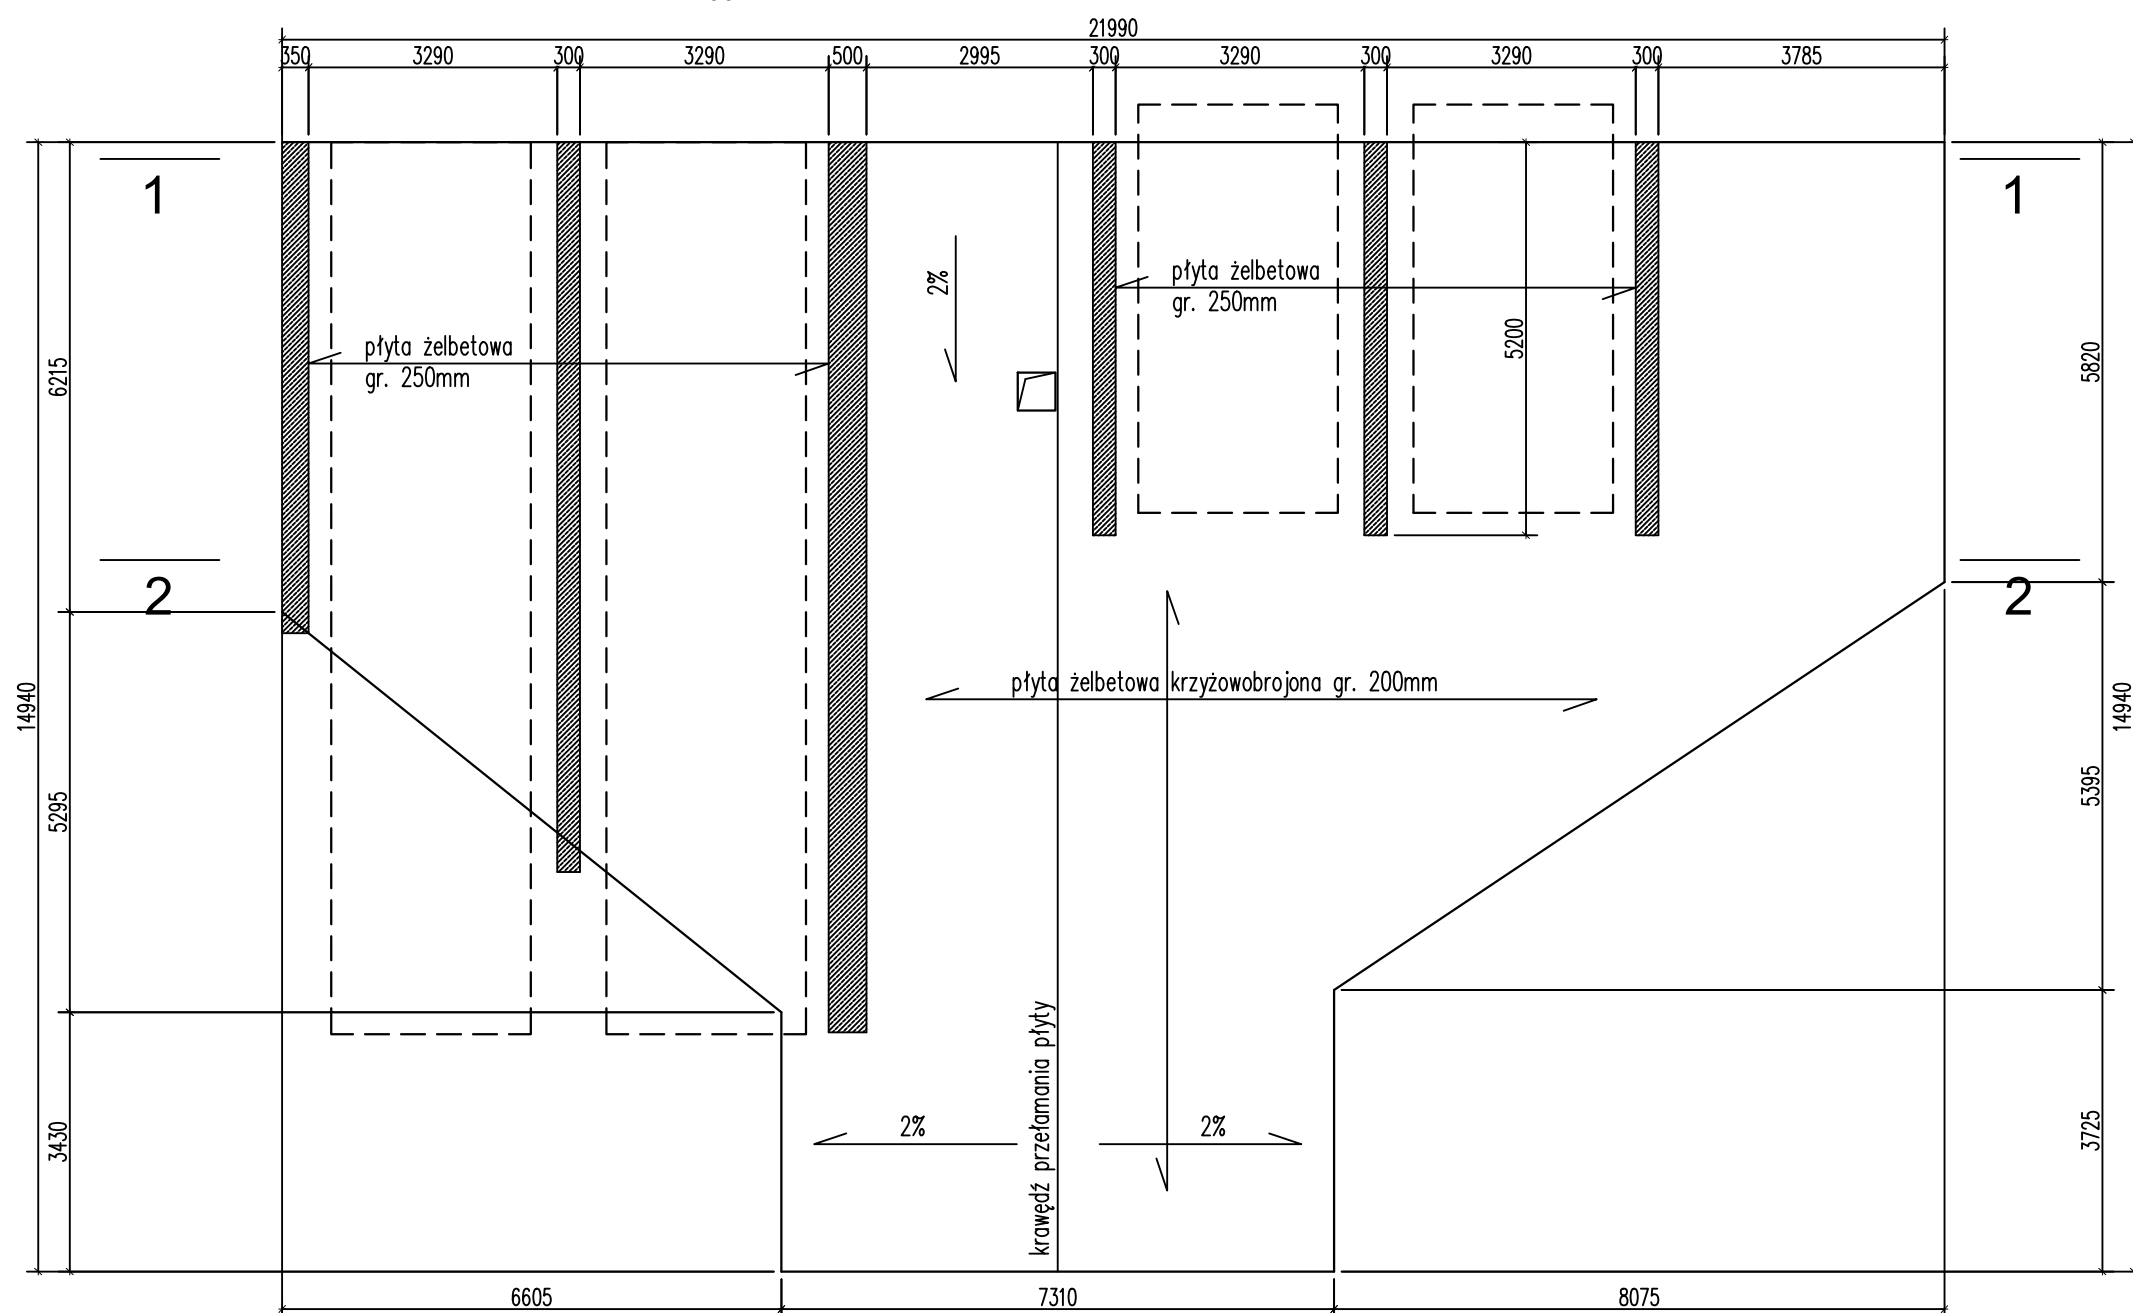 21990
350 3290 300 3290 500 2995 300 3290 300 3290 300 3785
1 1
płyta żelbetowa
gr. 250mm
2%
płyta żelbetowa
gr. 250mm
5200
6215
5820
2 2
płyta żelbetowa krzyżowobrojona gr. 200mm
14940
14940
5295
5395
krawędź przełamania płyty
2% 2%
3430
3725
6605 7310 8075